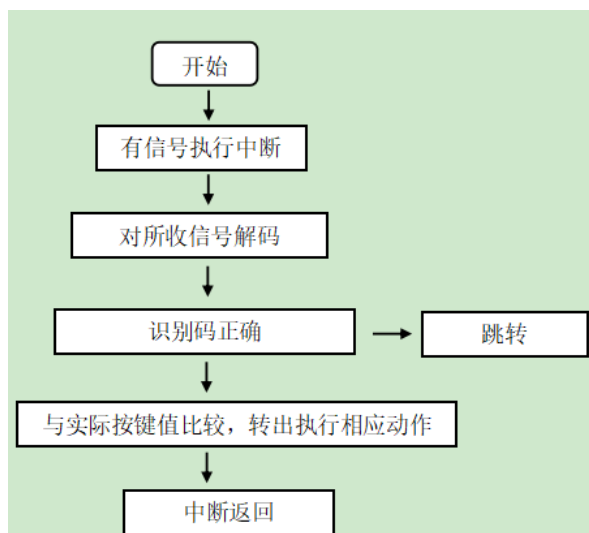 开始
有信号执行中断
对所收信号解码
识别码正确
跳转
与实际按键值比较，转出执行相应动作
中断返回